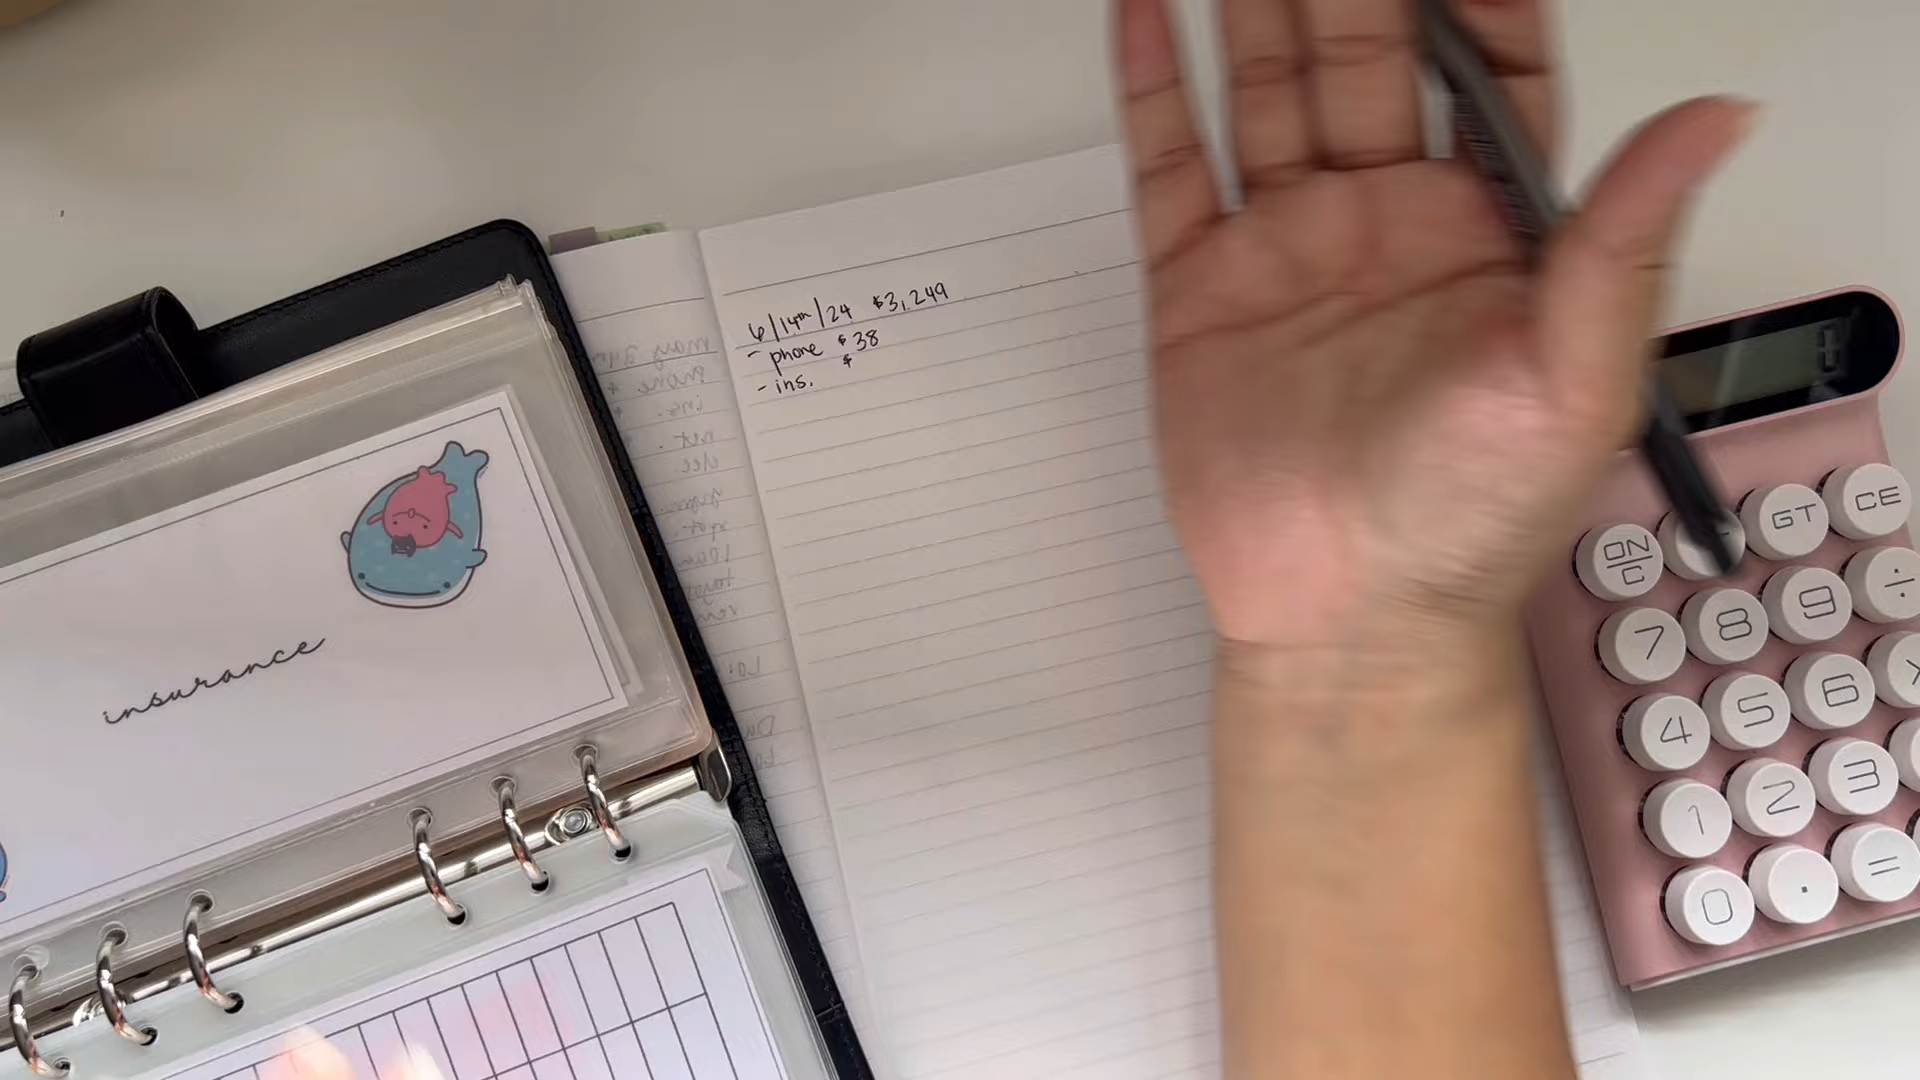 6/14th/24 $3,249
- phone $38
- ins. $
insurance
ON/C GT CE
7 8 9 ÷
4 5 6 ×
1 2 3
0 . =